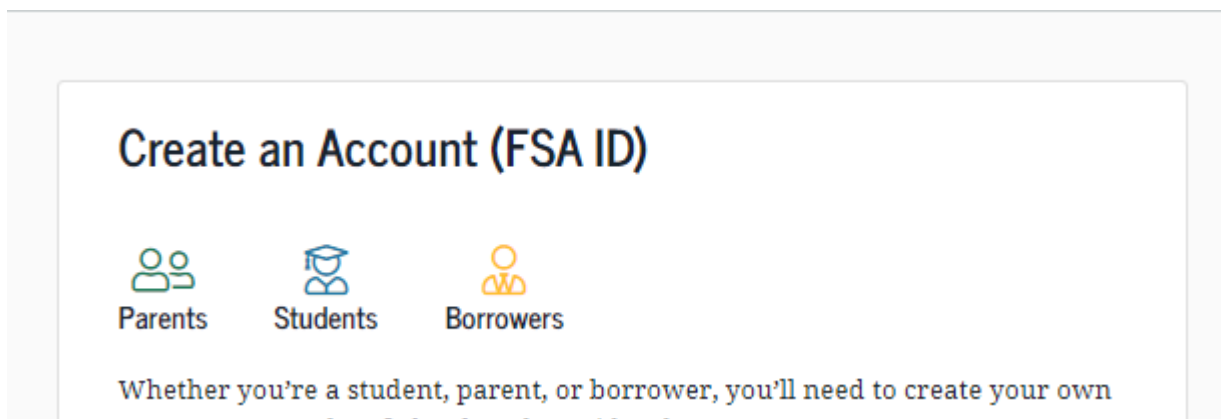 Create an Account (FSA ID)
Parents Students Borrowers
Whether you’re a student, parent, or borrower, you’ll need to create your own